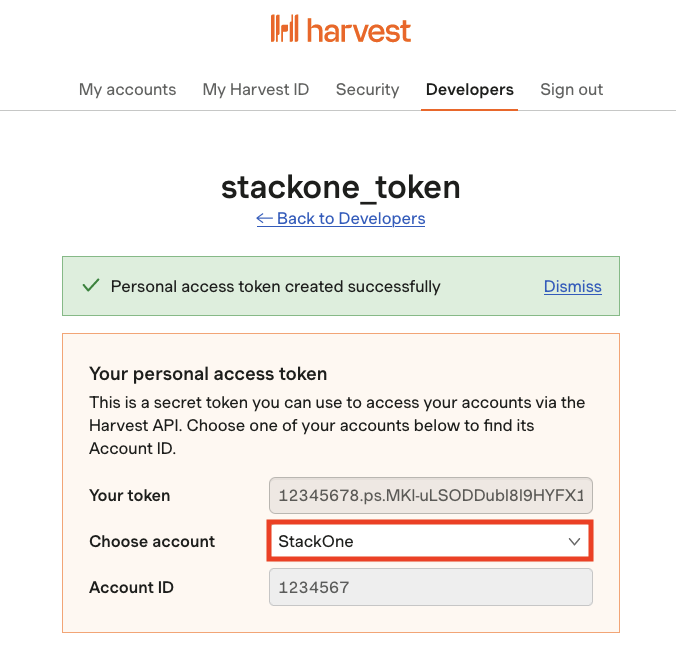 harvest
My accounts My Harvest ID Security Developers Sign out
stackone_token
← Back to Developers
Personal access token created successfully Dismiss
Your personal access token
This is a secret token you can use to access your accounts via the
Harvest API. Choose one of your accounts below to find its
Account ID.
Your token 12345678.ps.MKl-uLSODDubl8l9HYFX1
Choose account StackOne
Account ID 1234567